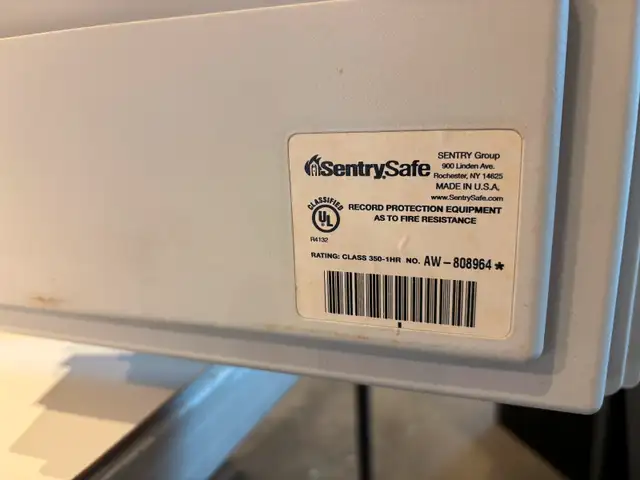 SentrySafe
SENTRY Group
900 Linden Ave.
Rochester, NY 14625
MADE IN U.S.A.
www.SentrySafe.com
CLASSIFIED
UL
R4132
RECORD PROTECTION EQUIPMENT
AS TO FIRE RESISTANCE
RATING: CLASS 350-1HR NO. AW-808964*